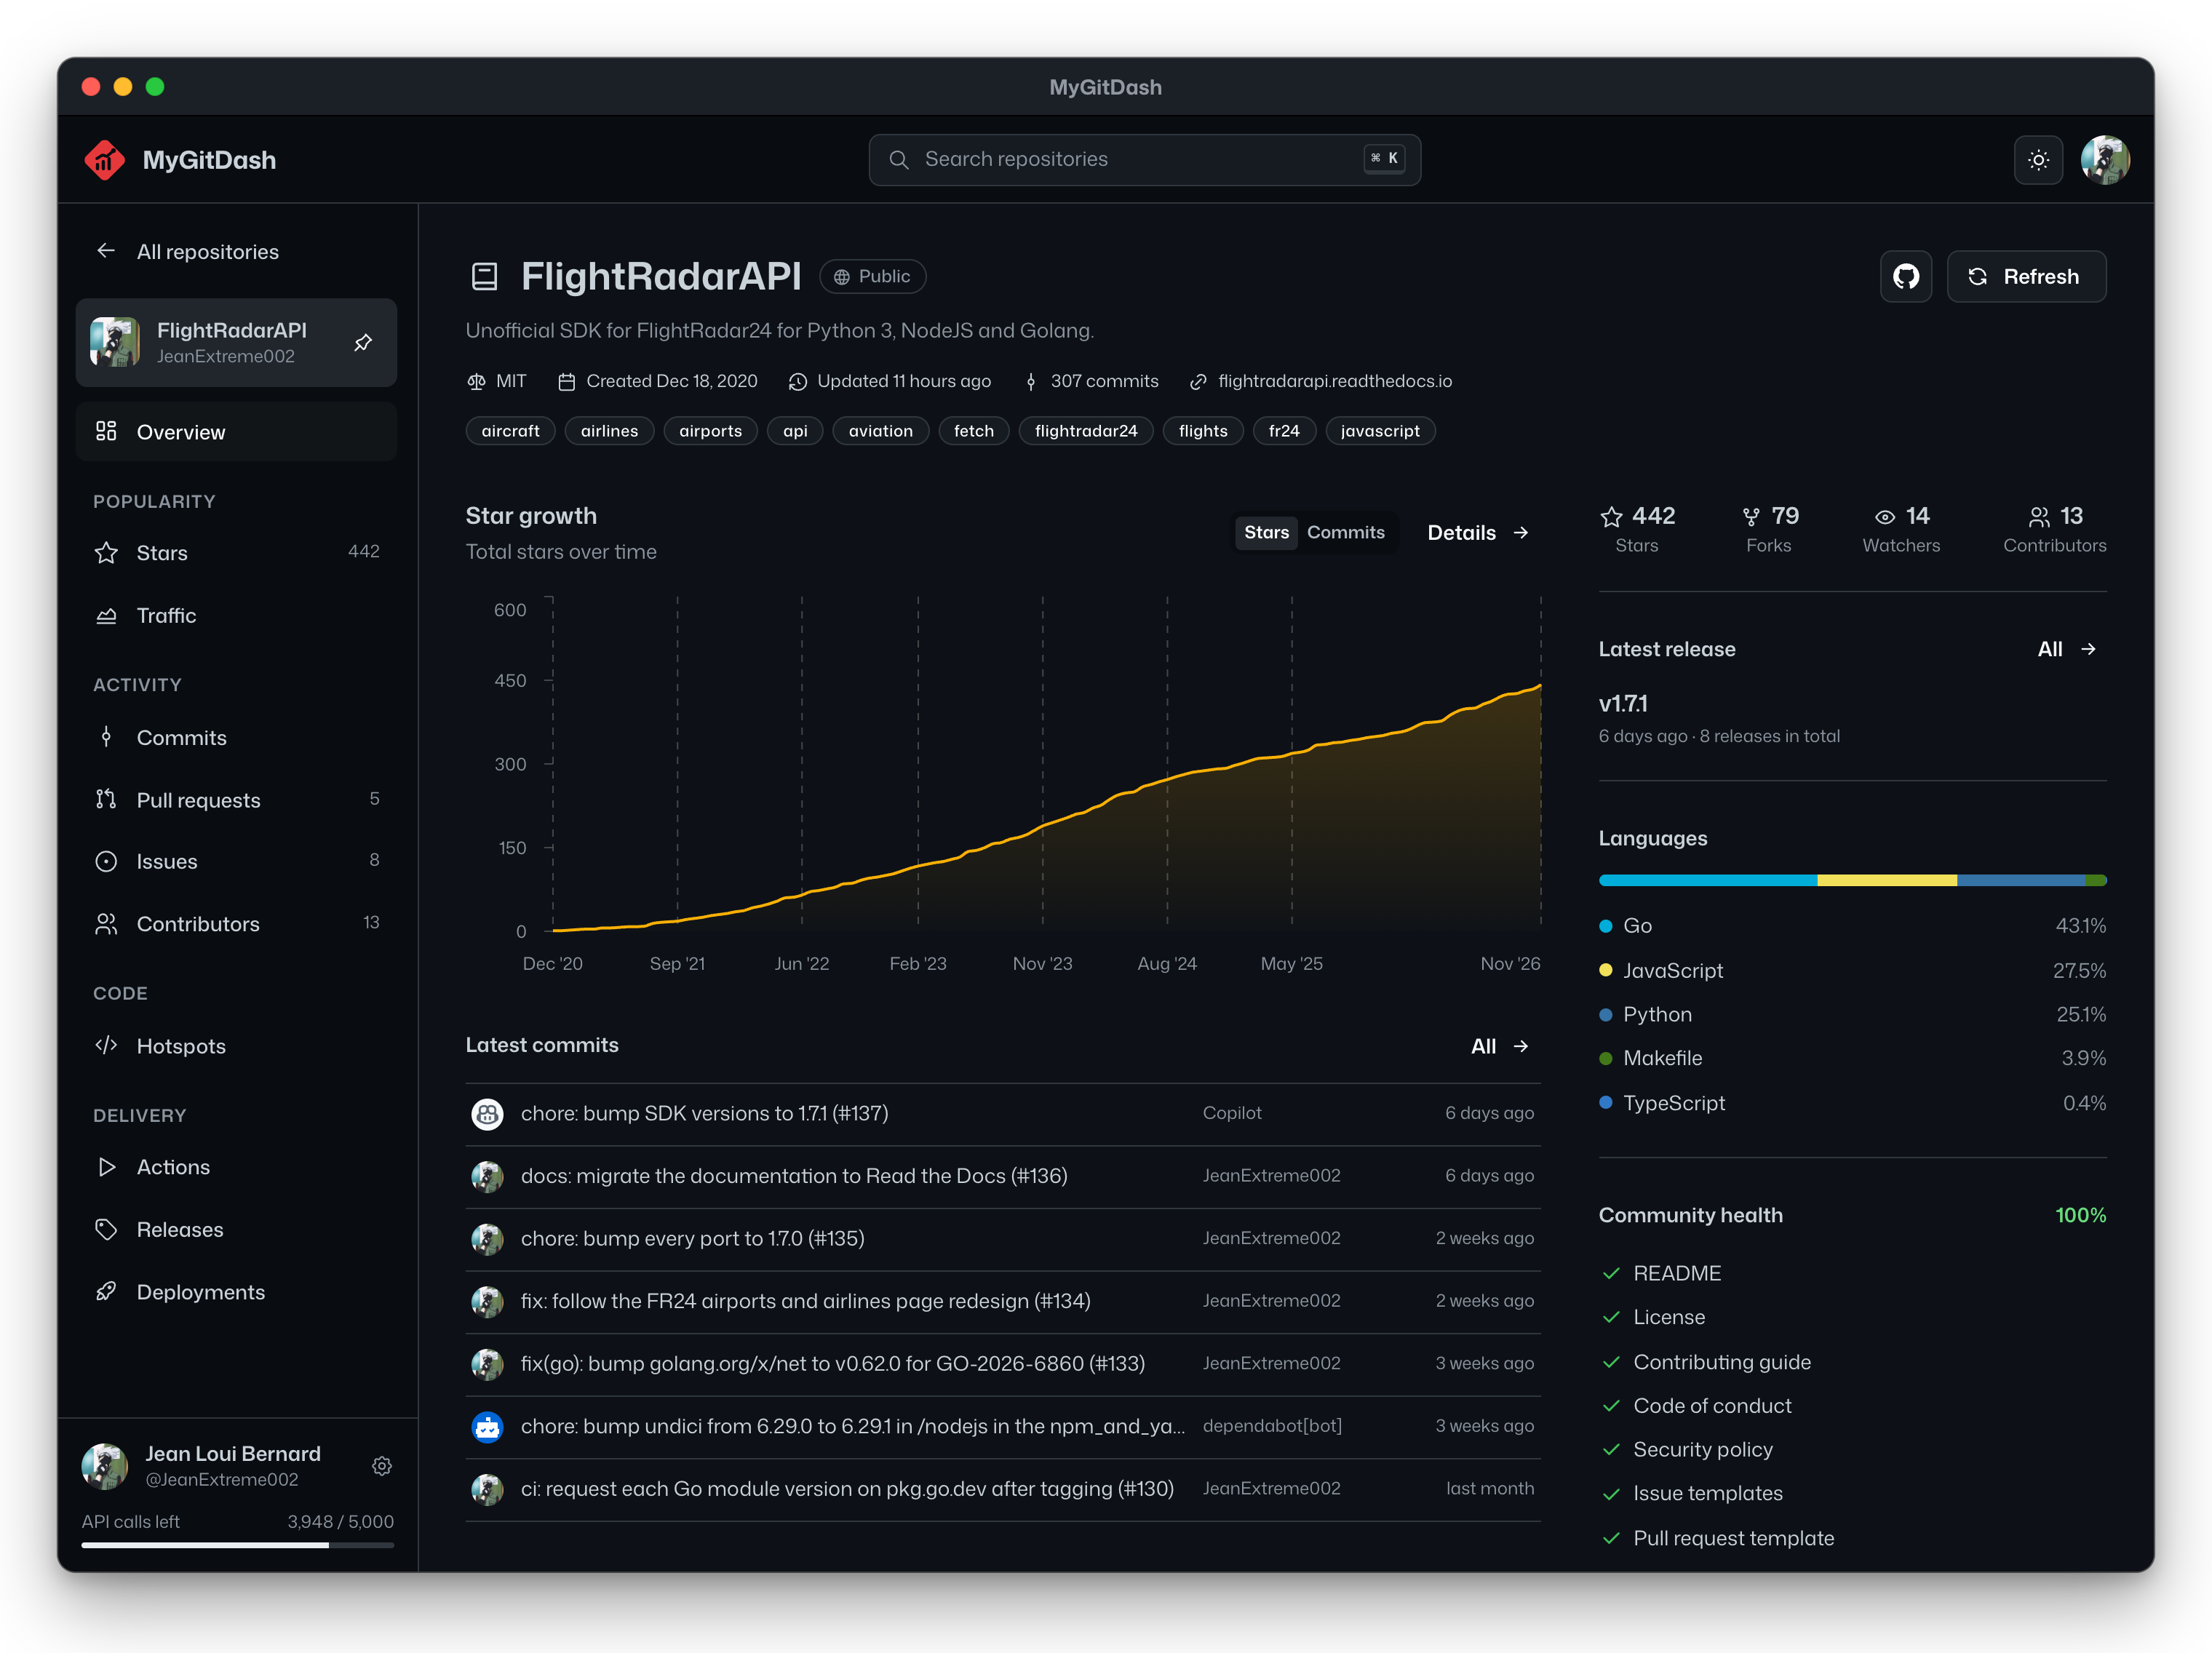 MyGitDash
MyGitDash
Search repositories
⌘ K
All repositories
FlightRadarAPI
JeanExtreme002
Overview
POPULARITY
Stars 442
Traffic
ACTIVITY
Commits
Pull requests 5
Issues 8
Contributors 13
CODE
Hotspots
DELIVERY
Actions
Releases
Deployments
Jean Loui Bernard
@JeanExtreme002
API calls left 3,948 / 5,000
FlightRadarAPI Public
Refresh
Unofficial SDK for FlightRadar24 for Python 3, NodeJS and Golang.
MIT Created Dec 18, 2020 Updated 11 hours ago 307 commits flightradarapi.readthedocs.io
aircraft airlines airports api aviation fetch flightradar24 flights fr24 javascript
Star growth
Total stars over time
Stars Commits Details
600
450
300
150
0
Dec '20 Sep '21 Jun '22 Feb '23 Nov '23 Aug '24 May '25 Nov '26
Latest commits All
chore: bump SDK versions to 1.7.1 (#137) Copilot 6 days ago
docs: migrate the documentation to Read the Docs (#136) JeanExtreme002 6 days ago
chore: bump every port to 1.7.0 (#135) JeanExtreme002 2 weeks ago
fix: follow the FR24 airports and airlines page redesign (#134) JeanExtreme002 2 weeks ago
fix(go): bump golang.org/x/net to v0.62.0 for GO-2026-6860 (#133) JeanExtreme002 3 weeks ago
chore: bump undici from 6.29.0 to 6.29.1 in /nodejs in the npm_and_ya... dependabot[bot] 3 weeks ago
ci: request each Go module version on pkg.go.dev after tagging (#130) JeanExtreme002 last month
442 79 14 13
Stars Forks Watchers Contributors
Latest release All
v1.7.1
6 days ago · 8 releases in total
Languages
Go 43.1%
JavaScript 27.5%
Python 25.1%
Makefile 3.9%
TypeScript 0.4%
Community health 100%
README
License
Contributing guide
Code of conduct
Security policy
Issue templates
Pull request template